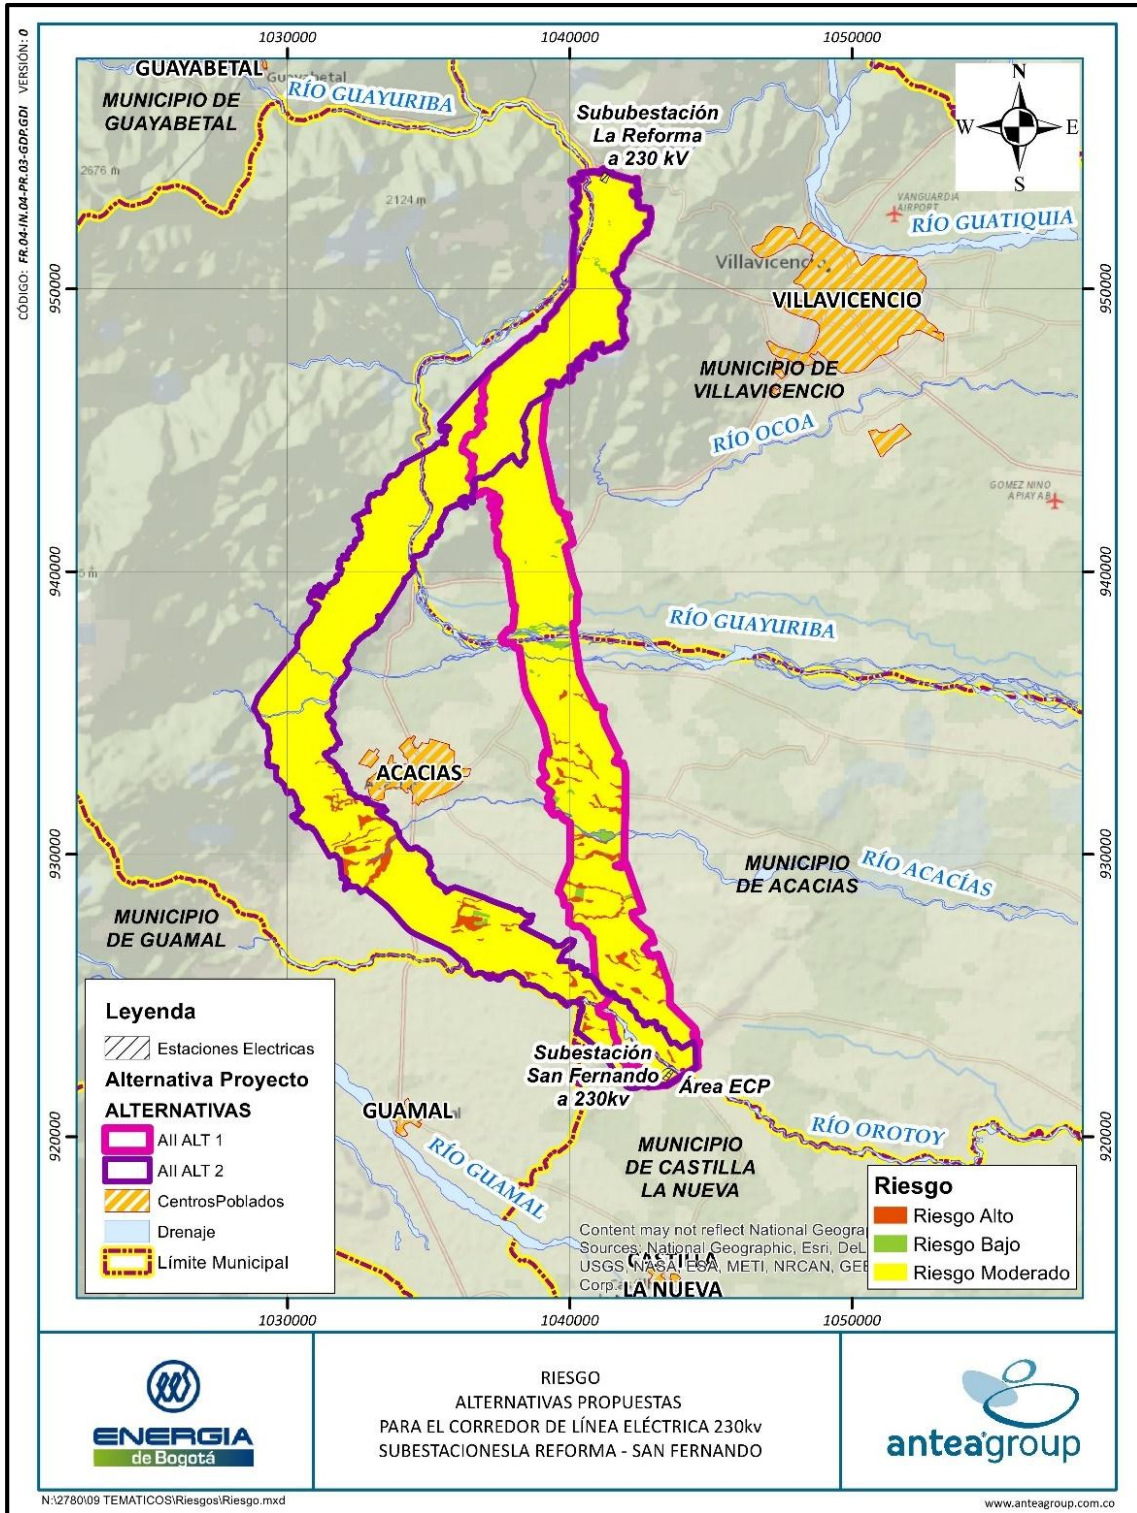 CÓDIGO: FR.04-IN.04-PR.03-GDP.GDI VERSIÓN: 0
1030000
1040000
1050000
GUAYABETAL
Guayabetal
MUNICIPIO DE
GUAYABETAL
RÍO GUAYURIBA
Sububestación
La Reforma
a 230 kV
N
W
E
S
2676 m
2124 m
VANGUARDIA
AIRPORT
RÍO GUATIQUIA
Villavicencio
VILLAVICENCIO
950000
950000
MUNICIPIO DE
VILLAVICENCIO
RÍO OCOA
GOMEZ NINO
APIAY AB
940000
940000
RÍO GUAYURIBA
ACACIAS
930000
930000
MUNICIPIO
DE ACACIAS
RÍO ACACÍAS
MUNICIPIO
DE GUAMAL
Leyenda
Estaciones Electricas
Alternativa Proyecto
ALTERNATIVAS
AII ALT 1
AII ALT 2
CentrosPoblados
Drenaje
Límite Municipal
Subestación
San Fernando
a 230kv
Área ECP
GUAMAL
RÍO GUAMAL
920000
920000
RÍO OROTOY
MUNICIPIO
DE CASTILLA
LA NUEVA
Riesgo
Riesgo Alto
Riesgo Bajo
Riesgo Moderado
Content may not reflect National Geogra
Sources: National Geographic, Esri, DeL
USGS, NASA, ESA, METI, NRCAN, GEB
Corp.
CASTILLA
LA NUEVA
1030000
1040000
1050000
ENERGIA
de Bogotá
RIESGO
ALTERNATIVAS PROPUESTAS
PARA EL CORREDOR DE LÍNEA ELÉCTRICA 230kv
SUBESTACIONESLA REFORMA - SAN FERNANDO
anteagroup
N:\2780\09 TEMATICOS\Riesgos\Riesgo.mxd
www.anteagroup.com.co